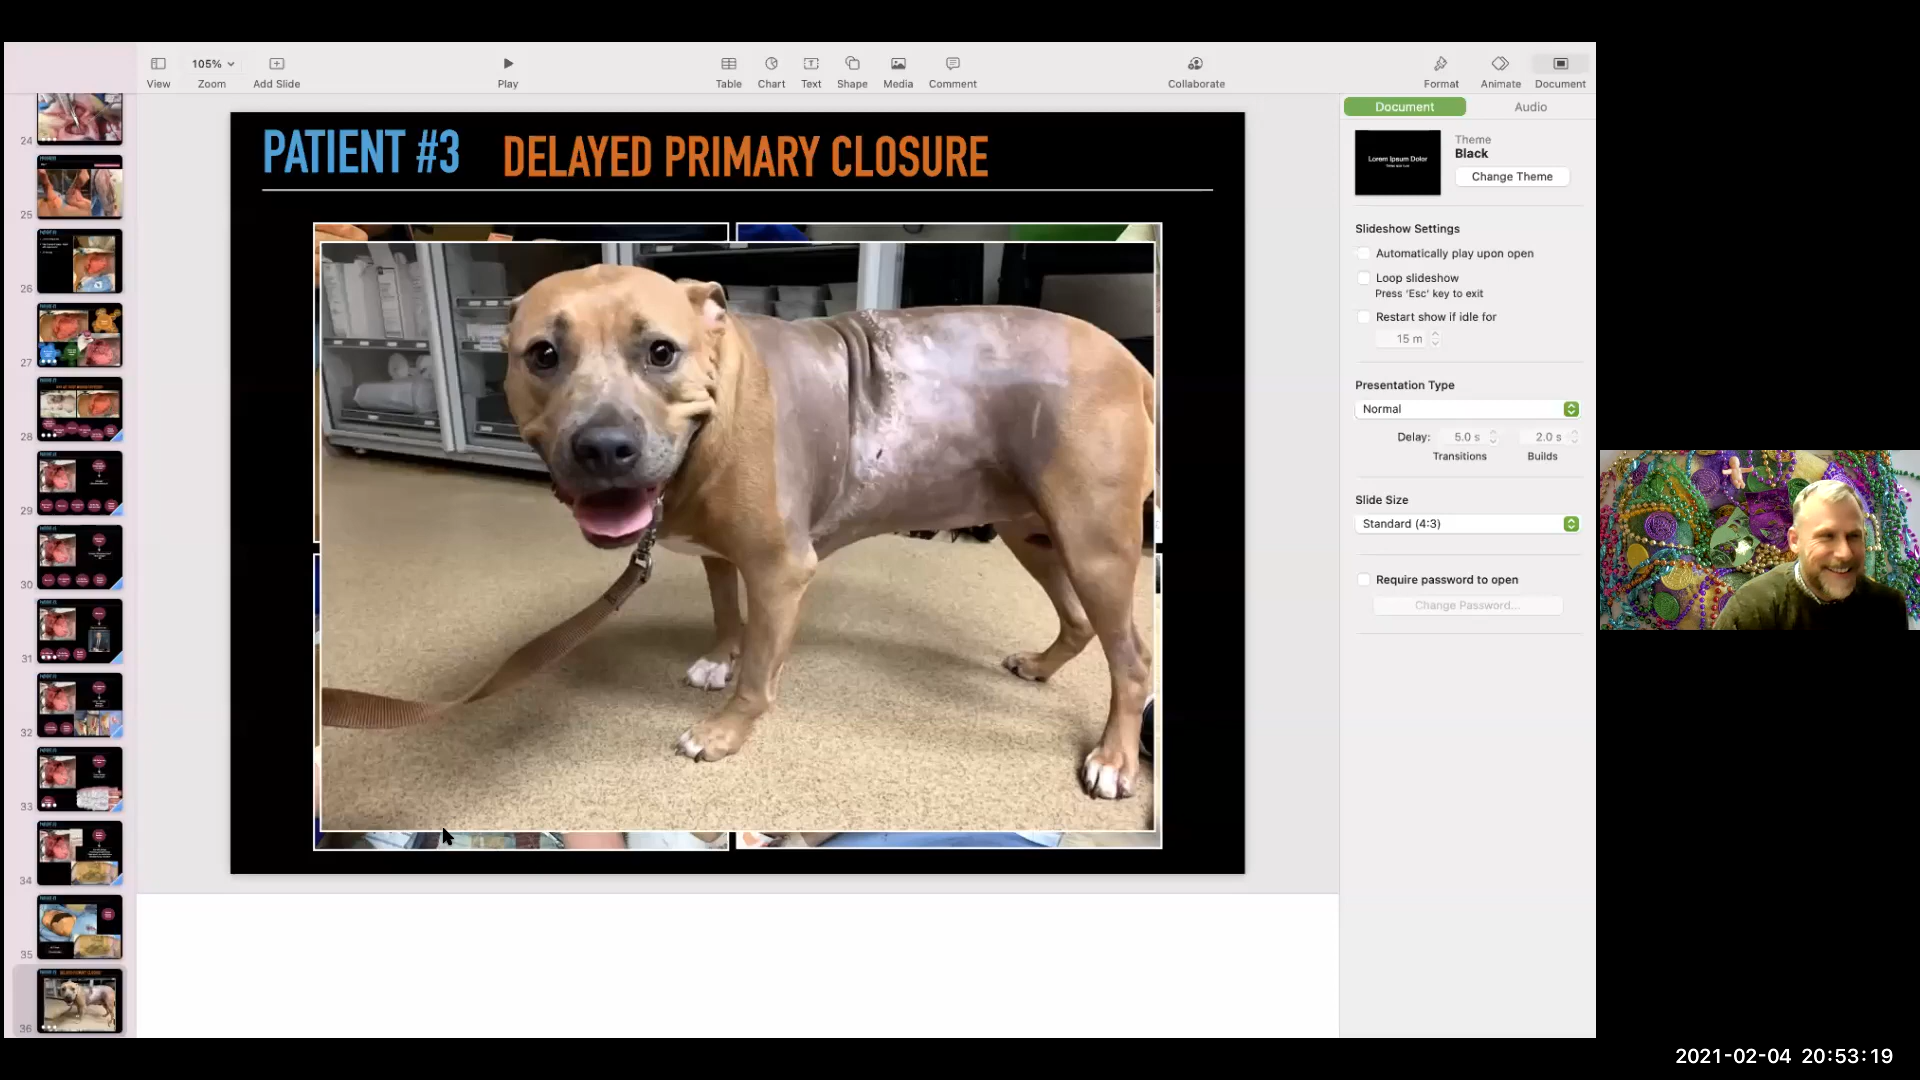 105%
View
Zoom
Add Slide
Play
Table
Chart
Text
Shape
Media
Comment
Collaborate
Format
Animate
Document
24
25
26
27
28
29
30
31
32
33
34
35
36
PATIENT #3 DELAYED PRIMARY CLOSURE
Document
Audio
Lorem Ipsum Dolor
Theme
Black
Change Theme
Slideshow Settings
Automatically play upon open
Loop slideshow
Press 'Esc' key to exit
Restart show if idle for
15 m
Presentation Type
Normal
Delay: 5.0 s 2.0 s
Transitions Builds
Slide Size
Standard (4:3)
Require password to open
Change Password...
2021-02-04 20:53:19